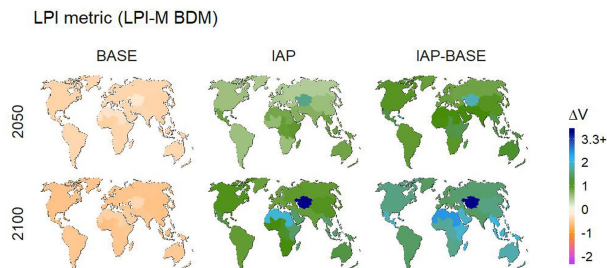 LPI metric (LPI-M BDM)
BASE IAP IAP-BASE
2050
2100
ΔV
3.3+
2
1
0
-1
-2